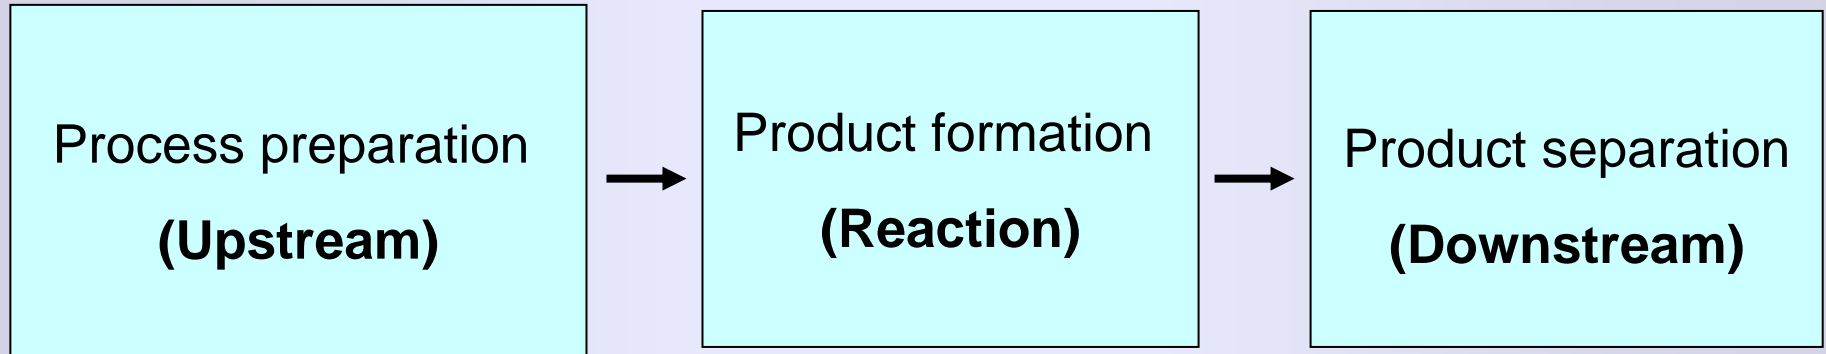 Process preparation
(Upstream)
Product formation
(Reaction)
Product separation
(Downstream)